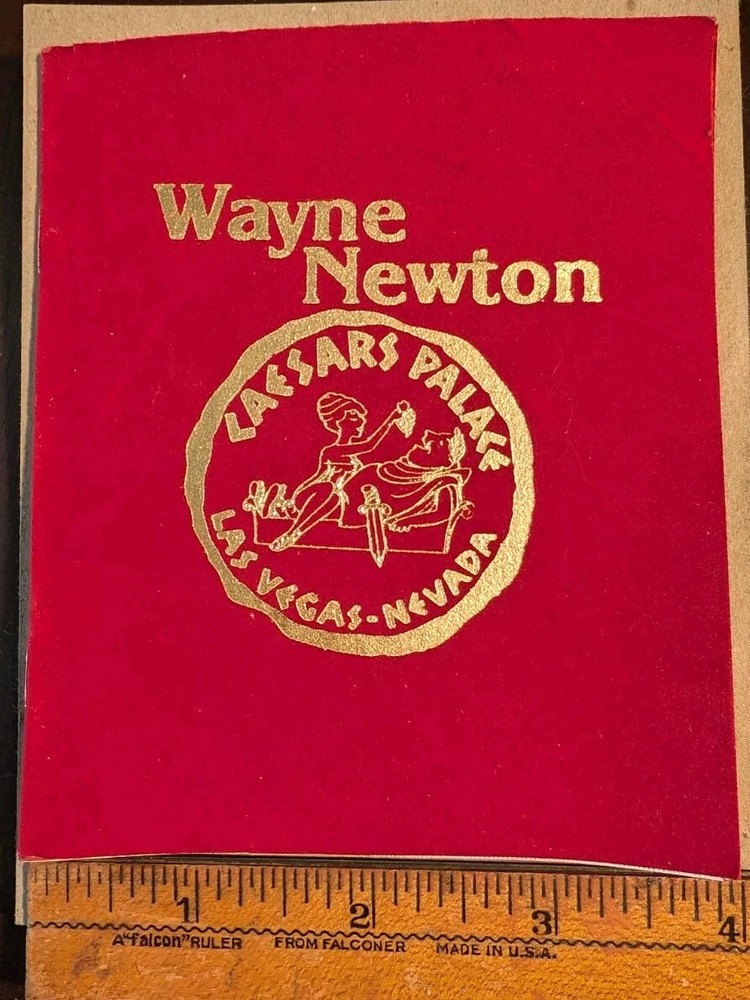 Wayne
Newton
CAESARS PALACE
LAS VEGAS-NEVADA
1 2 3 4
A "Falcon" RULER FROM FALCONER MADE IN U.S.A.